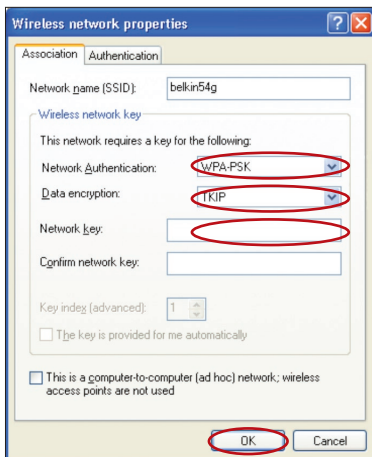 Wireless network properties
Association
Authentication
Network name (SSID):
belkin54g
Wireless network key
This network requires a key for the following:
Network Authentication:
WPA-PSK
Data encryption:
TKIP
Network key:
Confirm network key:
Key index (advanced):
1
The key is provided for me automatically
This is a computer-to-computer (ad hoc) network; wireless
access points are not used
OK
Cancel